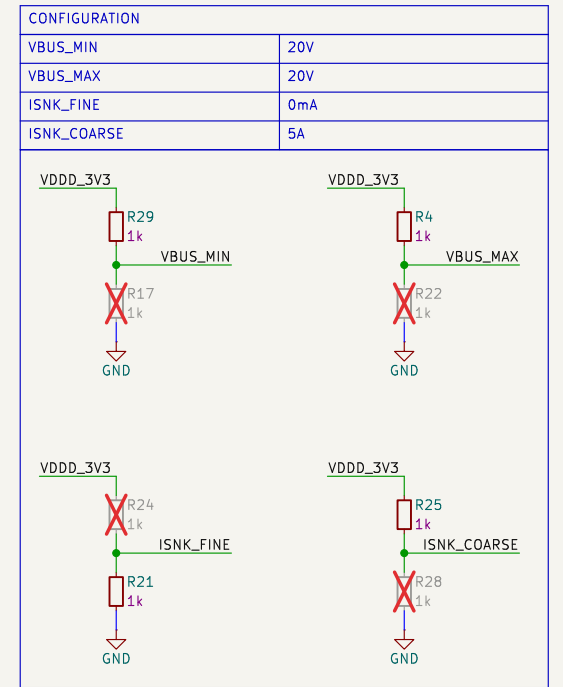 CONFIGURATION
VBUS_MIN 20V
VBUS_MAX 20V
ISNK_FINE 0mA
ISNK_COARSE 5A
VDDD_3V3
R29
1k
VBUS_MIN
R17
1k
GND
VDDD_3V3
R4
1k
VBUS_MAX
R22
1k
GND
VDDD_3V3
R24
1k
ISNK_FINE
R21
1k
GND
VDDD_3V3
R25
1k
ISNK_COARSE
R28
1k
GND